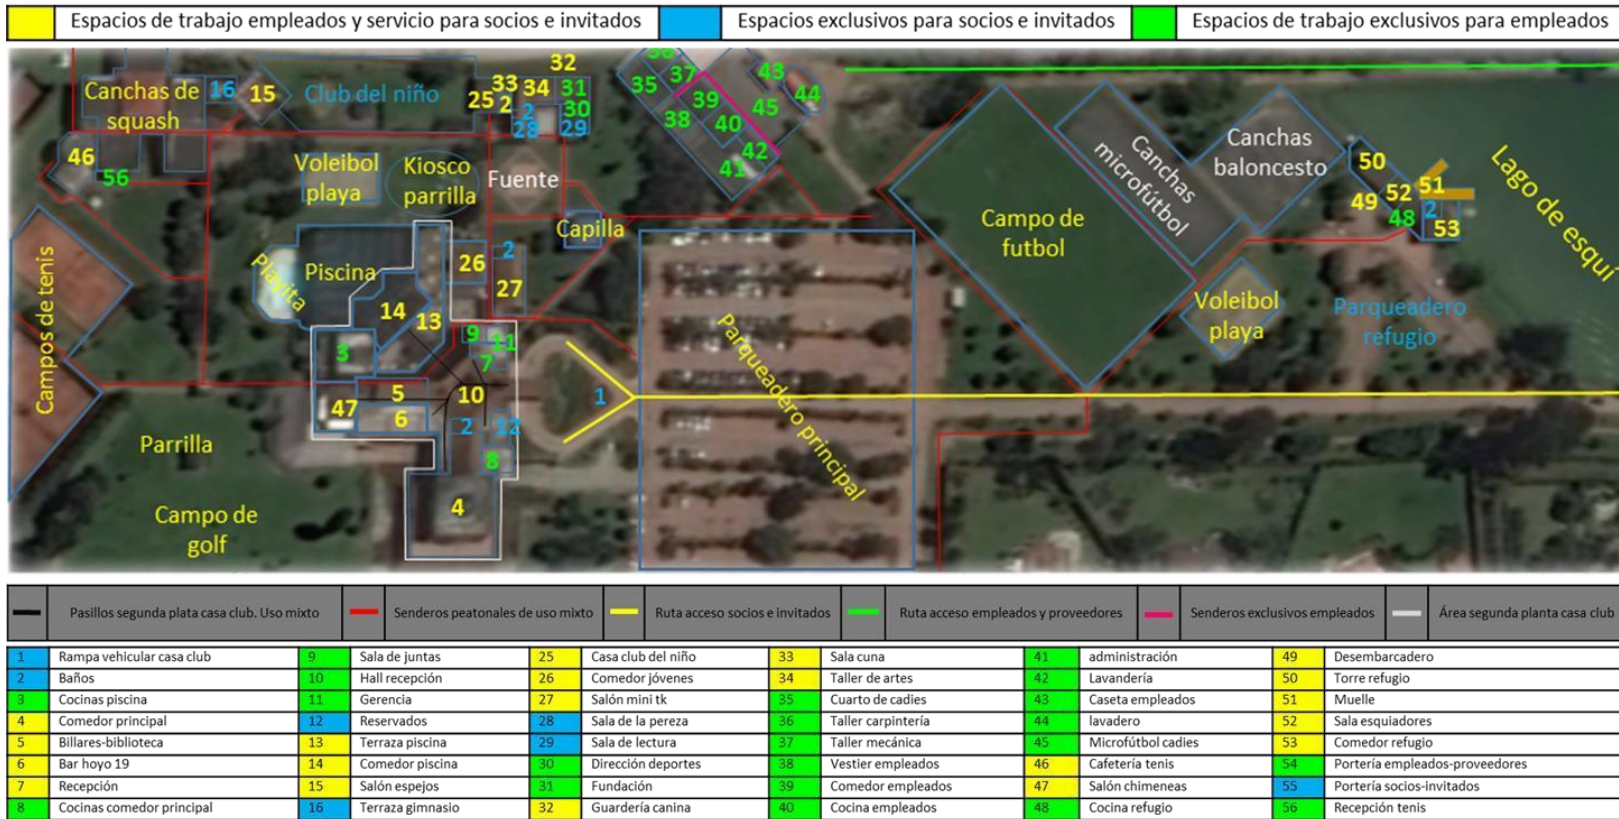 Espacios de trabajo empleados y servicio para socios e invitados
Espacios exclusivos para socios e invitados
Espacios de trabajo exclusivos para empleados
Canchas de
squash
16
15
Club del niño
25
33
2
34
2
28
32
31
30
29
36
35
37
38
39
40
41
42
43
45
44
46
56
Voleibol
playa
Kiosco
parrilla
Fuente
Capilla
Campos de tenis
Playita
Piscina
26
2
27
14
13
3
9
11
7
5
47
6
10
2
12
8
4
1
Parrilla
Campo de
golf
Parqueadero principal
Campo de
futbol
Canchas
microfútbol
Canchas
baloncesto
50
49
52
48
51
2
53
Lago de esquí
Voleibol
playa
Parqueadero
refugio
Pasillos segunda plata casa club. Uso mixto
Senderos peatonales de uso mixto
Ruta acceso socios e invitados
Ruta acceso empleados y proveedores
Senderos exclusivos empleados
Área segunda planta casa club
1 Rampa vehicular casa club 9 Sala de juntas 25 Casa club del niño 33 Sala cuna 41 administración 49 Desembarcadero
2 Baños 10 Hall recepción 26 Comedor jóvenes 34 Taller de artes 42 Lavandería 50 Torre refugio
3 Cocinas piscina 11 Gerencia 27 Salón mini tk 35 Cuarto de cadies 43 Caseta empleados 51 Muelle
4 Comedor principal 12 Reservados 28 Sala de la pereza 36 Taller carpintería 44 lavadero 52 Sala esquiadores
5 Billares-biblioteca 13 Terraza piscina 29 Sala de lectura 37 Taller mecánica 45 Microfútbol cadies 53 Comedor refugio
6 Bar hoyo 19 14 Comedor piscina 30 Dirección deportes 38 Vestier empleados 46 Cafetería tenis 54 Portería empleados-proveedores
7 Recepción 15 Salón espejos 31 Fundación 39 Comedor empleados 47 Salón chimeneas 55 Portería socios-invitados
8 Cocinas comedor principal 16 Terraza gimnasio 32 Guardería canina 40 Cocina empleados 48 Cocina refugio 56 Recepción tenis